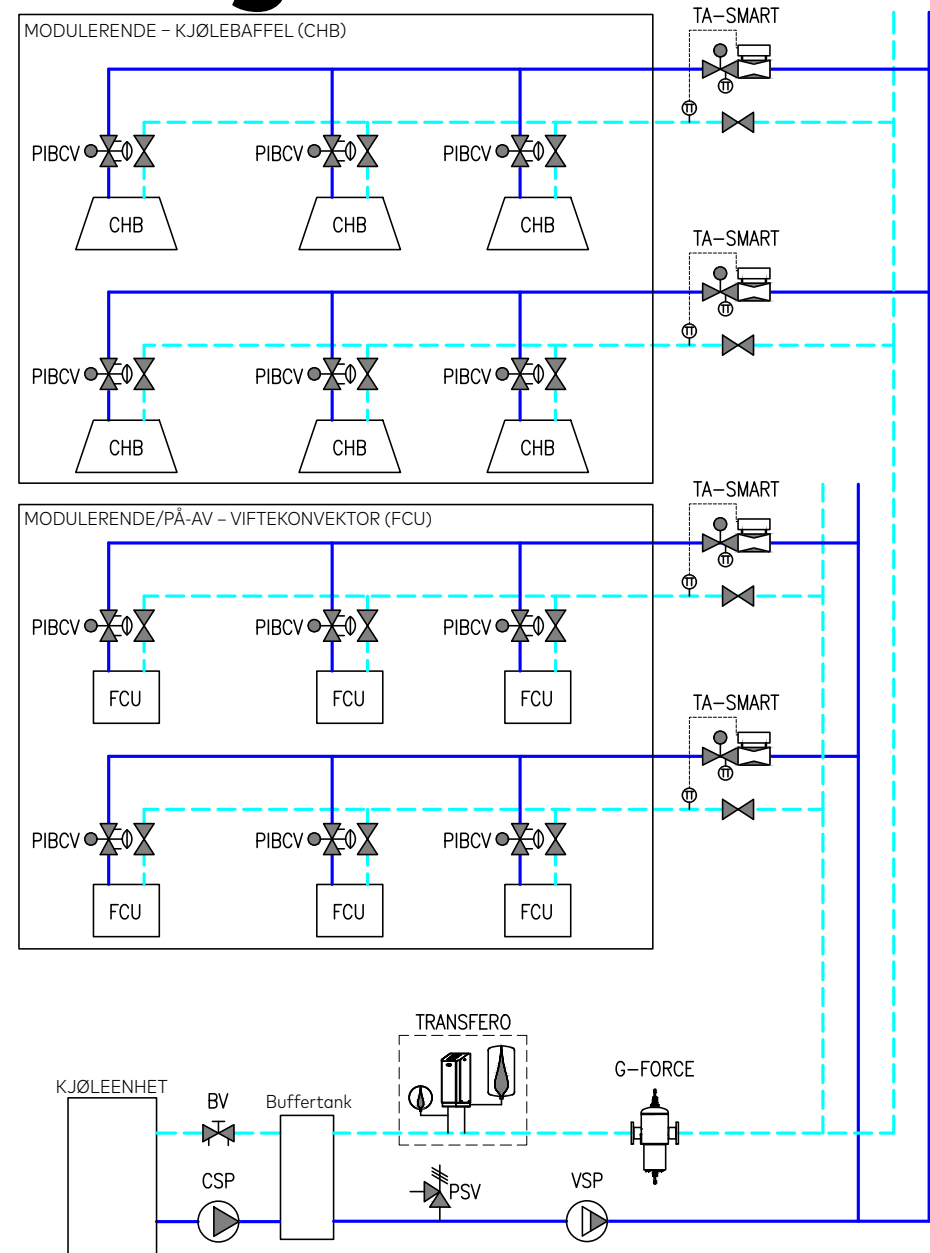 MODULERENDE – KJØLEBAFFEL (CHB)
TA-SMART
PIBCV PIBCV PIBCV
CHB CHB CHB
TA-SMART
PIBCV PIBCV PIBCV
CHB CHB CHB
MODULERENDE/PÅ-AV – VIFTEKONVEKTOR (FCU)
TA-SMART
PIBCV PIBCV PIBCV
FCU FCU FCU
TA-SMART
PIBCV PIBCV PIBCV
FCU FCU FCU
TRANSFERO
G-FORCE
KJØLEENHET
BV
Buffertank
CSP
PSV
VSP